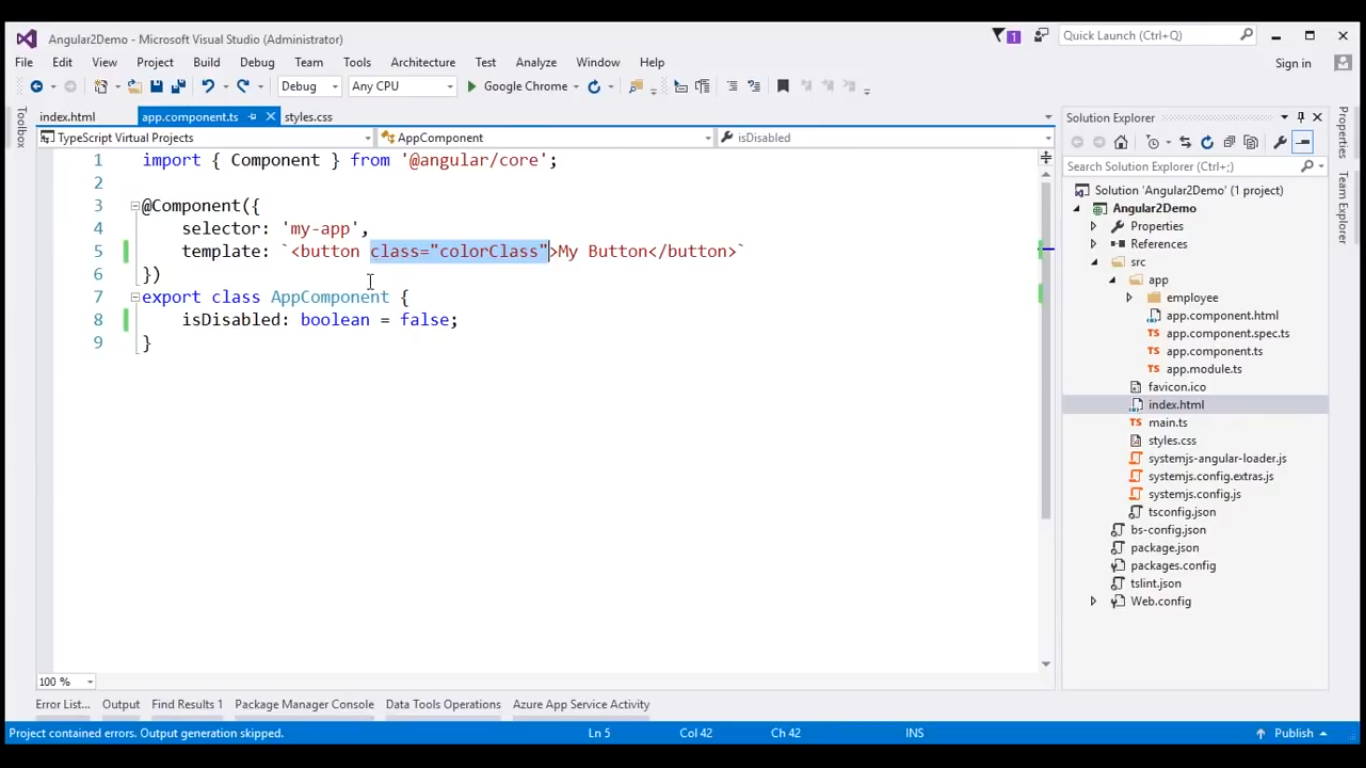 Angular2Demo - Microsoft Visual Studio (Administrator)
1
Quick Launch (Ctrl+Q)
File Edit View Project Build Debug Team Tools Architecture Test Analyze Window Help
Sign in
Debug Any CPU Google Chrome
Toolbox
index.html app.component.ts styles.css
TypeScript Virtual Projects AppComponent isDisabled
1 import { Component } from '@angular/core';
2
3 @Component({
4 selector: 'my-app',
5 template: `<button class="colorClass">My Button</button>`
6 })
7 export class AppComponent {
8 isDisabled: boolean = false;
9 }
100 %
Solution Explorer
Search Solution Explorer (Ctrl+;)
Solution 'Angular2Demo' (1 project)
Angular2Demo
Properties
References
src
app
employee
app.component.html
TS app.component.spec.ts
TS app.component.ts
TS app.module.ts
favicon.ico
index.html
TS main.ts
styles.css
systemjs-angular-loader.js
systemjs.config.extras.js
systemjs.config.js
tsconfig.json
bs-config.json
package.json
packages.config
tslint.json
Web.config
Properties
Team Explorer
Error List... Output Find Results 1 Package Manager Console Data Tools Operations Azure App Service Activity
Project contained errors. Output generation skipped. Ln 5 Col 42 Ch 42 INS Publish